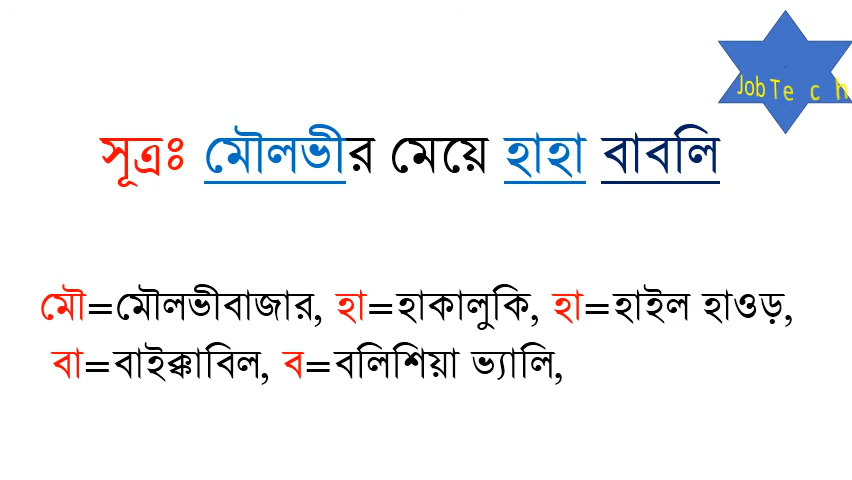 JobTech
সূত্রঃ মৌলভীর মেয়ে হাহা বাবলি
মৌ=মৌলভীবাজার, হা=হাকালুকি, হা=হাইল হাওড়,
বা=বাইক্কাবিল, ব=বলিশিয়া ভ্যালি,